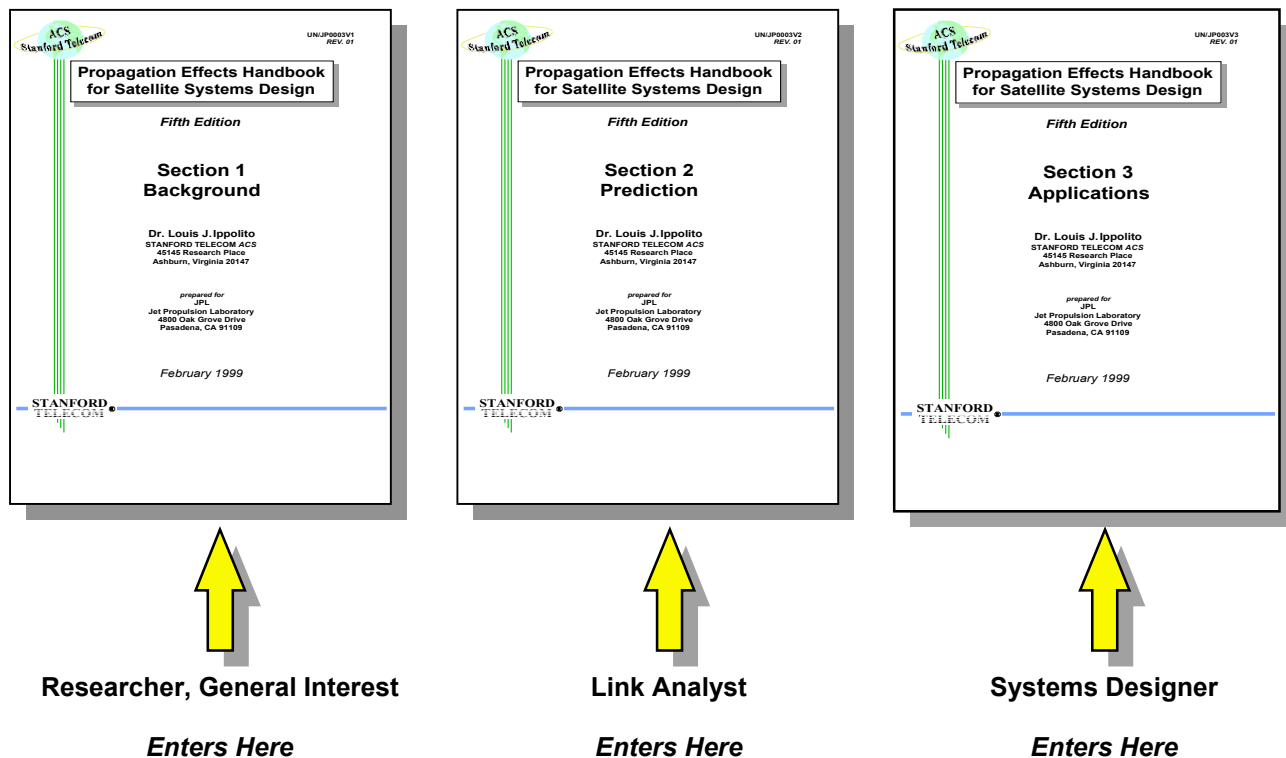 ACS
Stanford Telecom
UN/JP0003V1
REV. 01
Propagation Effects Handbook
for Satellite Systems Design
Fifth Edition
Section 1
Background
Dr. Louis J. Ippolito
STANFORD TELECOM ACS
45145 Research Place
Ashburn, Virginia 20147
prepared for
JPL
Jet Propulsion Laboratory
4800 Oak Grove Drive
Pasadena, CA 91109
February 1999
STANFORD
TELECOM ®
ACS
Stanford Telecom
UN/JP0003V2
REV. 01
Propagation Effects Handbook
for Satellite Systems Design
Fifth Edition
Section 2
Prediction
Dr. Louis J. Ippolito
STANFORD TELECOM ACS
45145 Research Place
Ashburn, Virginia 20147
prepared for
JPL
Jet Propulsion Laboratory
4800 Oak Grove Drive
Pasadena, CA 91109
February 1999
STANFORD
TELECOM ®
ACS
Stanford Telecom
UN/JP003V3
REV. 01
Propagation Effects Handbook
for Satellite Systems Design
Fifth Edition
Section 3
Applications
Dr. Louis J. Ippolito
STANFORD TELECOM ACS
45145 Research Place
Ashburn, Virginia 20147
prepared for
JPL
Jet Propulsion Laboratory
4800 Oak Grove Drive
Pasadena, CA 91109
February 1999
STANFORD
TELECOM ®
Researcher, General Interest
Enters Here
Link Analyst
Enters Here
Systems Designer
Enters Here